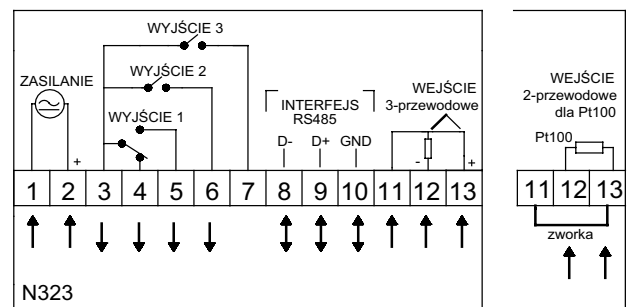 WYJŚCIE 3
WYJŚCIE 2
ZASILANIE
WYJŚCIE 1
INTERFEJS
RS485
WEJŚCIE
3-przewodowe
D- D+ GND
+ - +
1 2 3 4 5 6 7 8 9 10 11 12 13
N323
WEJŚCIE
2-przewodowe
dla Pt100
Pt100
11 12 13
zworka